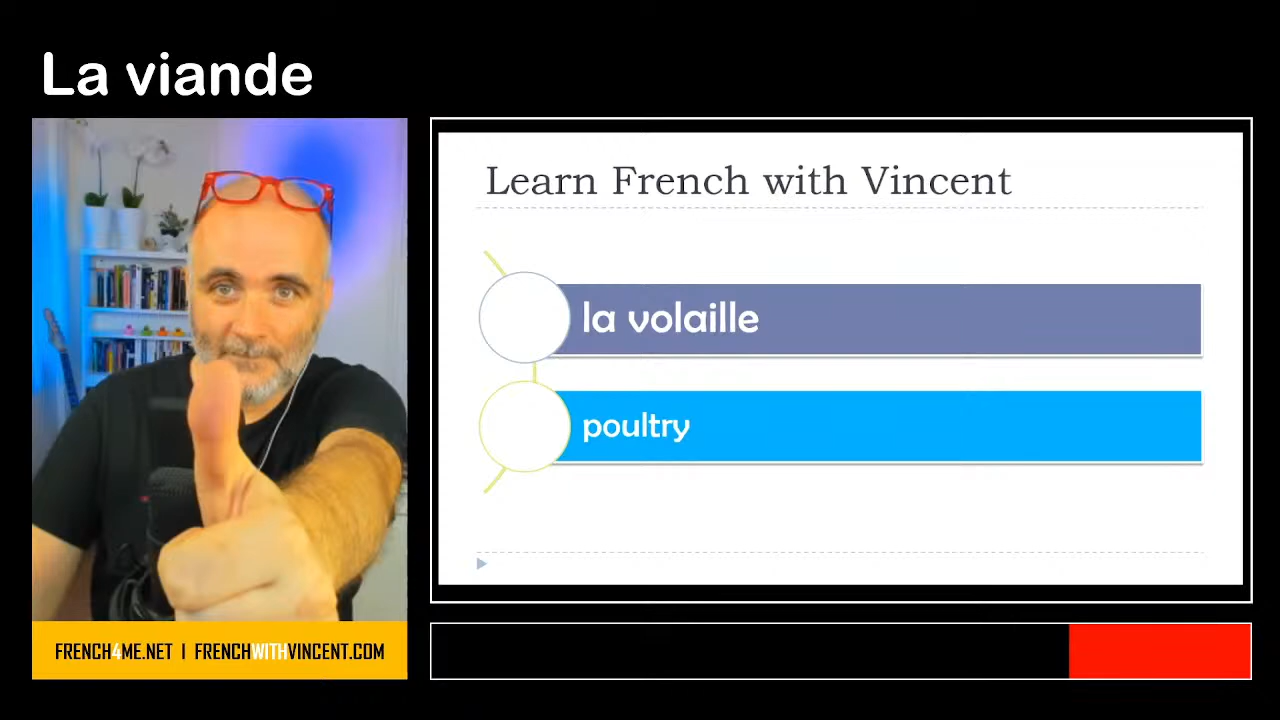 La viande
Learn French with Vincent
la volaille
poultry
FRENCH4ME.NET | FRENCHWITHVINCENT.COM